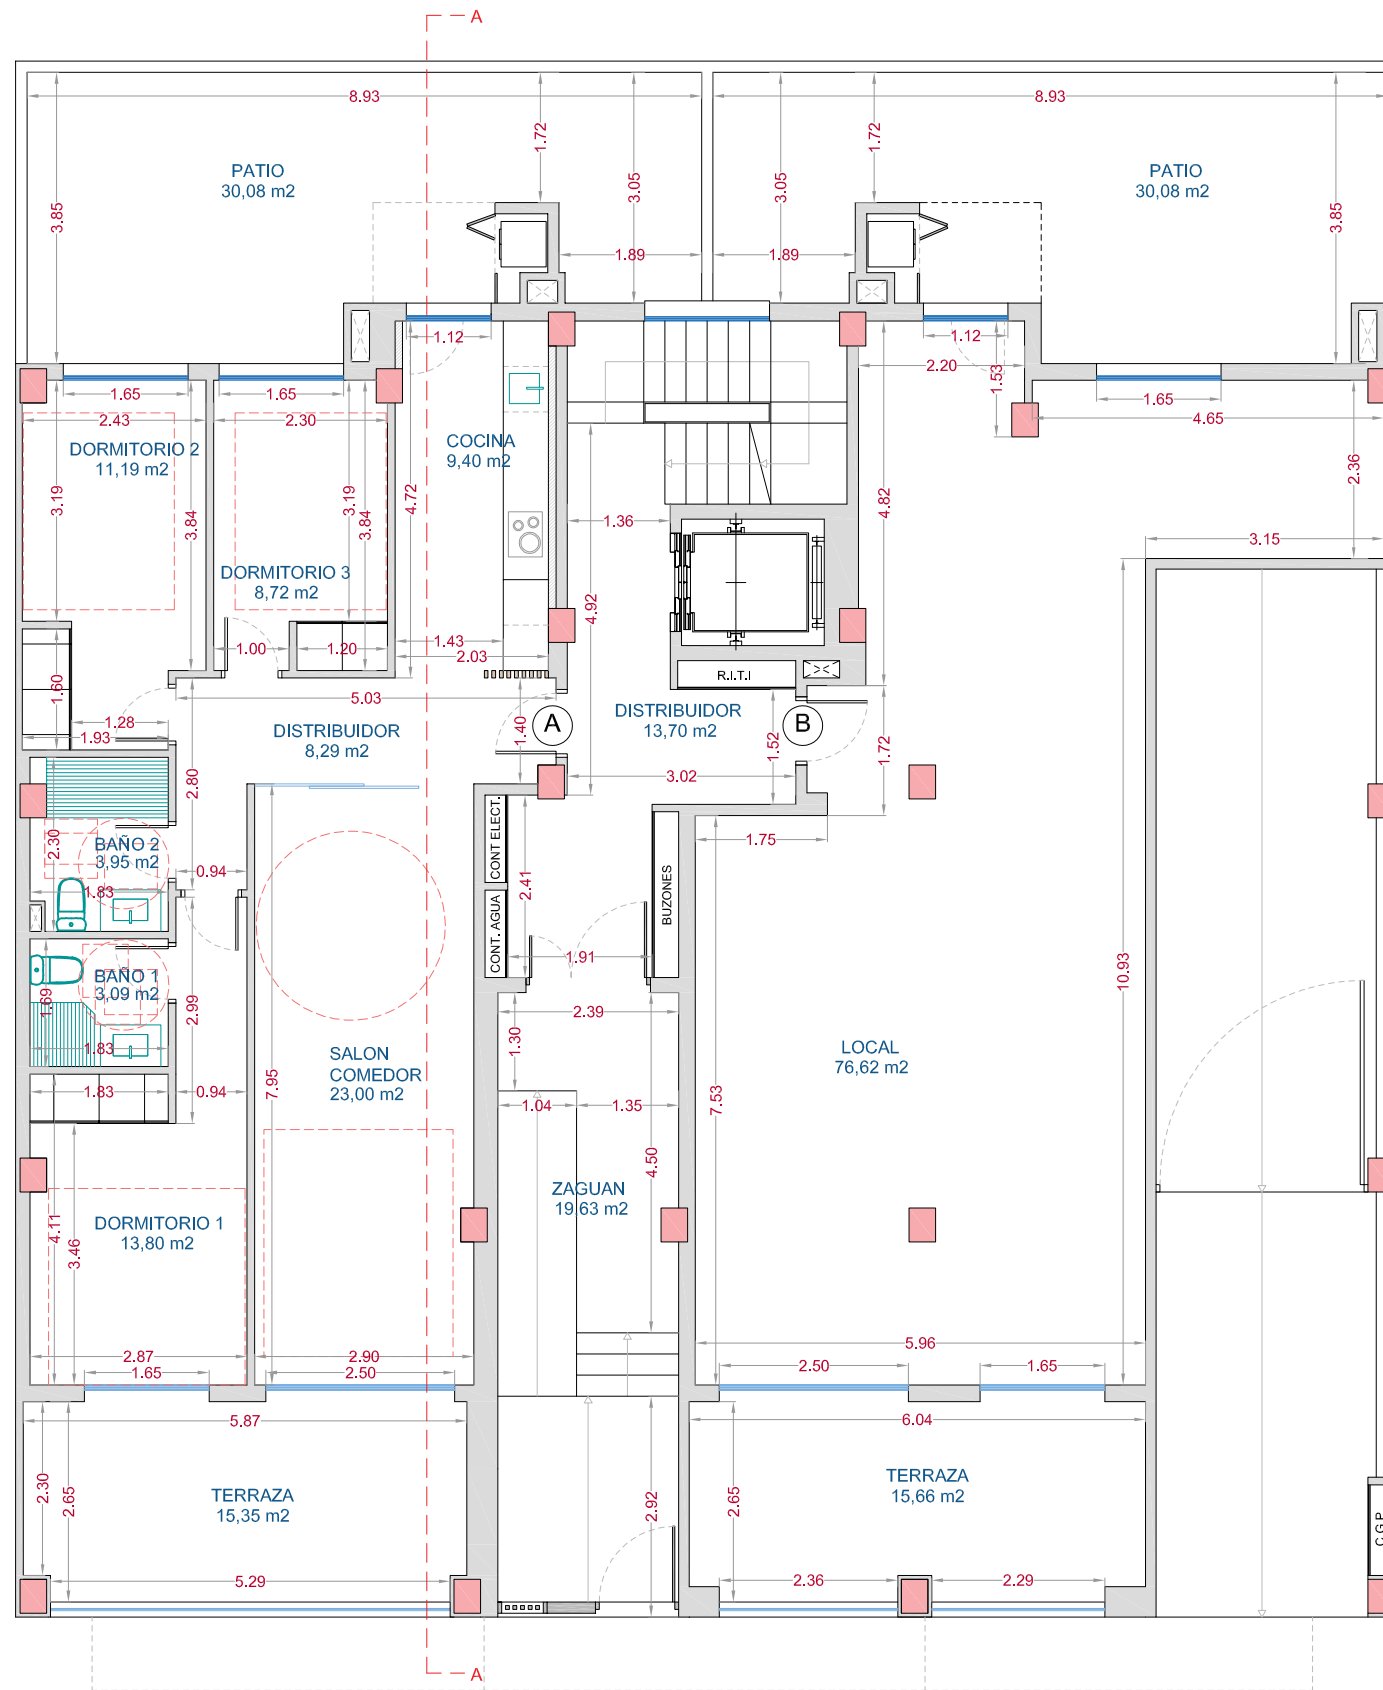 A
8.93
8.93
1.72
1.72
3.05
3.05
PATIO
30,08 m2
PATIO
30,08 m2
3.85
3.85
1.89
1.89
1.12
1.12
2.20
1.53
1.65
1.65
1.65
4.65
2.43
2.30
DORMITORIO 2
11,19 m2
COCINA
9,40 m2
2.36
3.19
3.84
3.19
3.84
4.72
4.82
1.36
3.15
DORMITORIO 3
8,72 m2
4.92
1.00
1.20
1.43
2.03
R.I.T.I
5.03
1.60
1.28
1.93
DISTRIBUIDOR
8,29 m2
1.40
A
DISTRIBUIDOR
13,70 m2
B
1.52
1.72
2.80
3.02
2.30
BAÑO 2
3,95 m2
0.94
1.83
CONT ELECT.
2.41
1.75
BUZONES
CONT. AGUA
1.91
10.93
BAÑO 1
3,09 m2
1.69
2.99
1.83
2.39
1.30
SALON
COMEDOR
23,00 m2
LOCAL
76,62 m2
1.83
0.94
7.95
1.04
1.35
7.53
4.50
ZAGUAN
19,63 m2
DORMITORIO 1
13,80 m2
4.11
3.46
5.96
2.87
2.90
1.65
2.50
2.50
1.65
5.87
6.04
2.30
2.65
TERRAZA
15,35 m2
2.92
2.65
TERRAZA
15,66 m2
C.G.P.
5.29
2.36
2.29
A